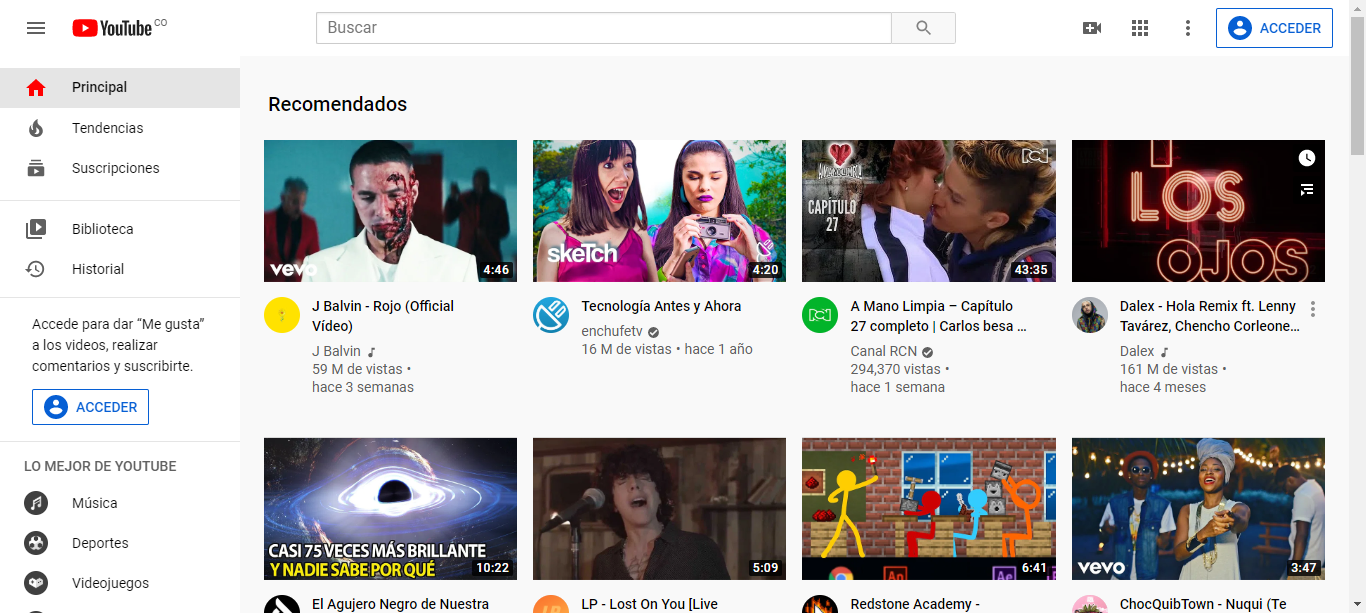 YouTube CO
Buscar
ACCEDER
Principal
Tendencias
Suscripciones
Biblioteca
Historial
Accede para dar “Me gusta”
a los videos, realizar
comentarios y suscribirte.
ACCEDER
LO MEJOR DE YOUTUBE
Música
Deportes
Videojuegos
Recomendados
vevo
4:46
J Balvin - Rojo (Official
Vídeo)
J Balvin
59 M de vistas •
hace 3 semanas
skeTch
4:20
Tecnología Antes y Ahora
enchufetv
16 M de vistas • hace 1 año
CAPÍTULO
27
RCN
43:35
A Mano Limpia – Capítulo
27 completo | Carlos besa ...
Canal RCN
294,370 vistas •
hace 1 semana
LOS
OJOS
Dalex - Hola Remix ft. Lenny
Tavárez, Chencho Corleone...
Dalex
161 M de vistas •
hace 4 meses
CASI 75 VECES MÁS BRILLANTE
Y NADIE SABE POR QUÉ
10:22
El Agujero Negro de Nuestra
5:09
LP - Lost On You [Live
Ap
Ae
6:41
Redstone Academy -
vevo
3:47
ChocQuibTown - Nuqui (Te